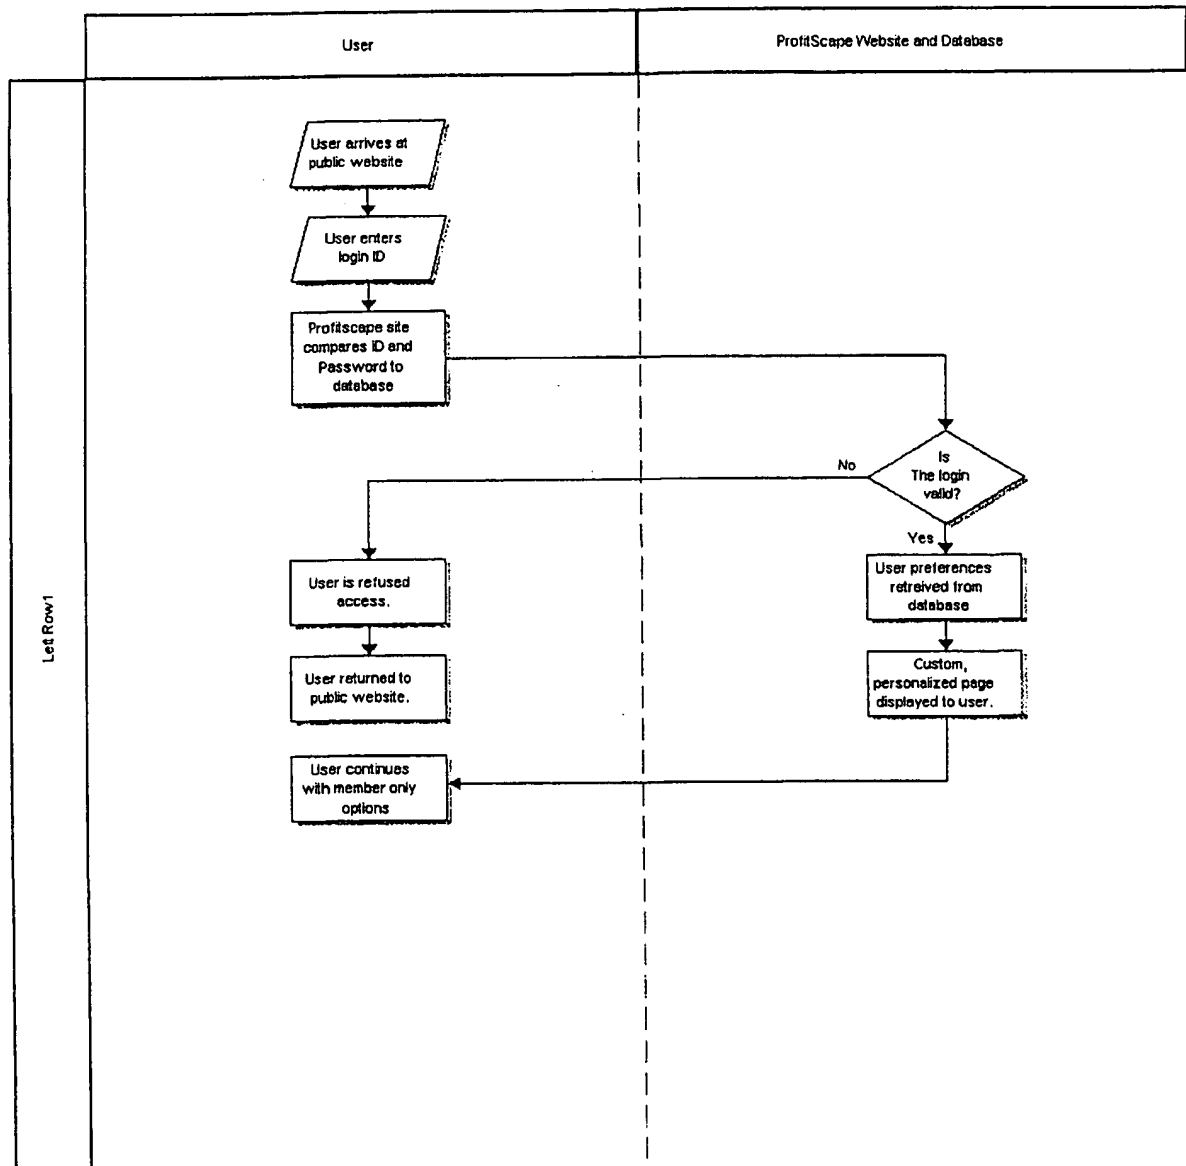 User
ProfitScape Website and Database
Let Row1
User arrives at
public website
User enters
login ID
Profitscape site
compares ID and
Password to
database
Is
The login
valid?
No
Yes
User is refused
access.
User preferences
retreived from
database
User returned to
public website.
Custom,
personalized page
displayed to user.
User continues
with member only
options